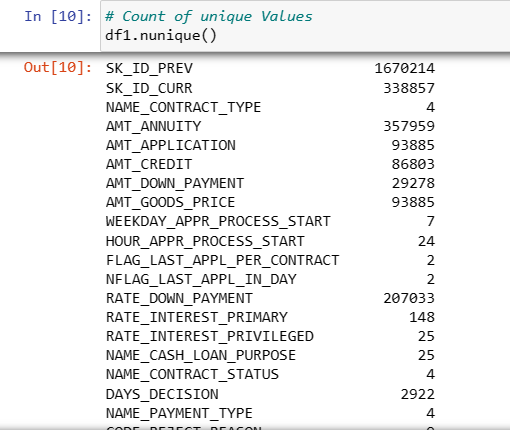 In [10]: # Count of unique Values
df1.nunique()
Out[10]: SK_ID_PREV 1670214
SK_ID_CURR 338857
NAME_CONTRACT_TYPE 4
AMT_ANNUITY 357959
AMT_APPLICATION 93885
AMT_CREDIT 86803
AMT_DOWN_PAYMENT 29278
AMT_GOODS_PRICE 93885
WEEKDAY_APPR_PROCESS_START 7
HOUR_APPR_PROCESS_START 24
FLAG_LAST_APPL_PER_CONTRACT 2
NFLAG_LAST_APPL_IN_DAY 2
RATE_DOWN_PAYMENT 207033
RATE_INTEREST_PRIMARY 148
RATE_INTEREST_PRIVILEGED 25
NAME_CASH_LOAN_PURPOSE 25
NAME_CONTRACT_STATUS 4
DAYS_DECISION 2922
NAME_PAYMENT_TYPE 4